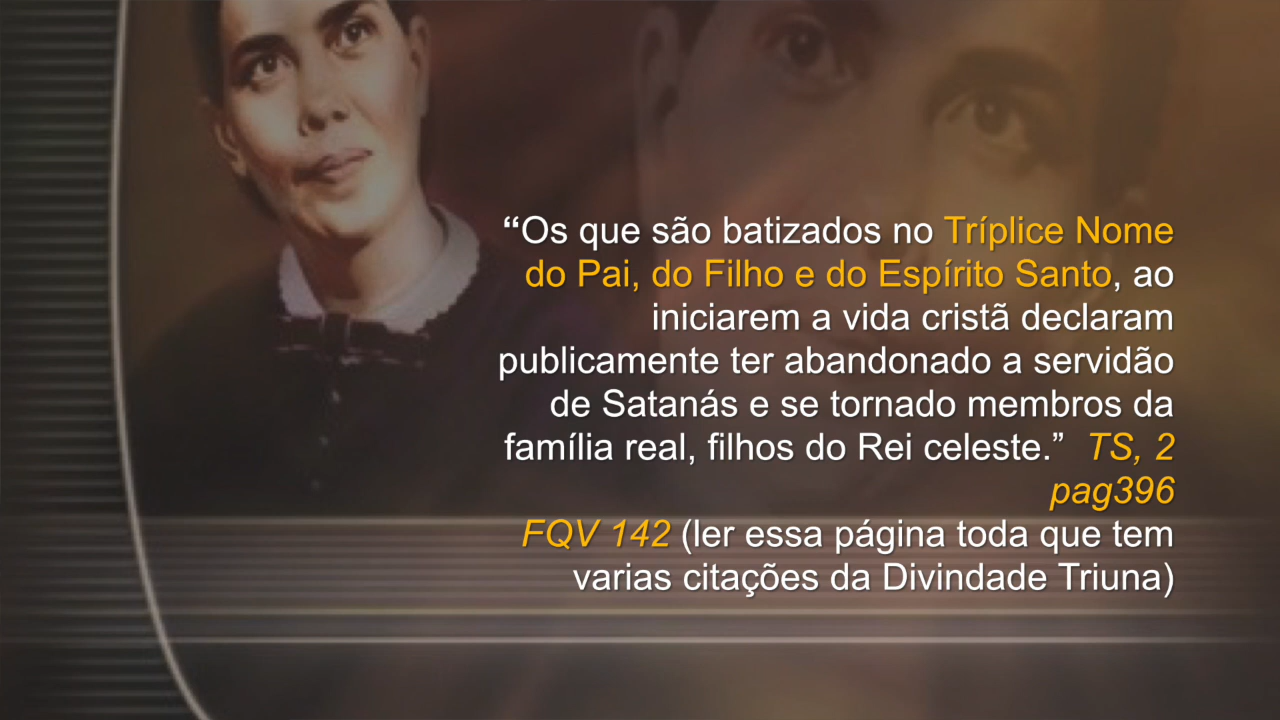 “Os que são batizados no Tríplice Nome
do Pai, do Filho e do Espírito Santo, ao
iniciarem a vida cristã declaram
publicamente ter abandonado a servidão
de Satanás e se tornado membros da
família real, filhos do Rei celeste.” TS, 2
pag396
FQV 142 (ler essa página toda que tem
varias citações da Divindade Triuna)